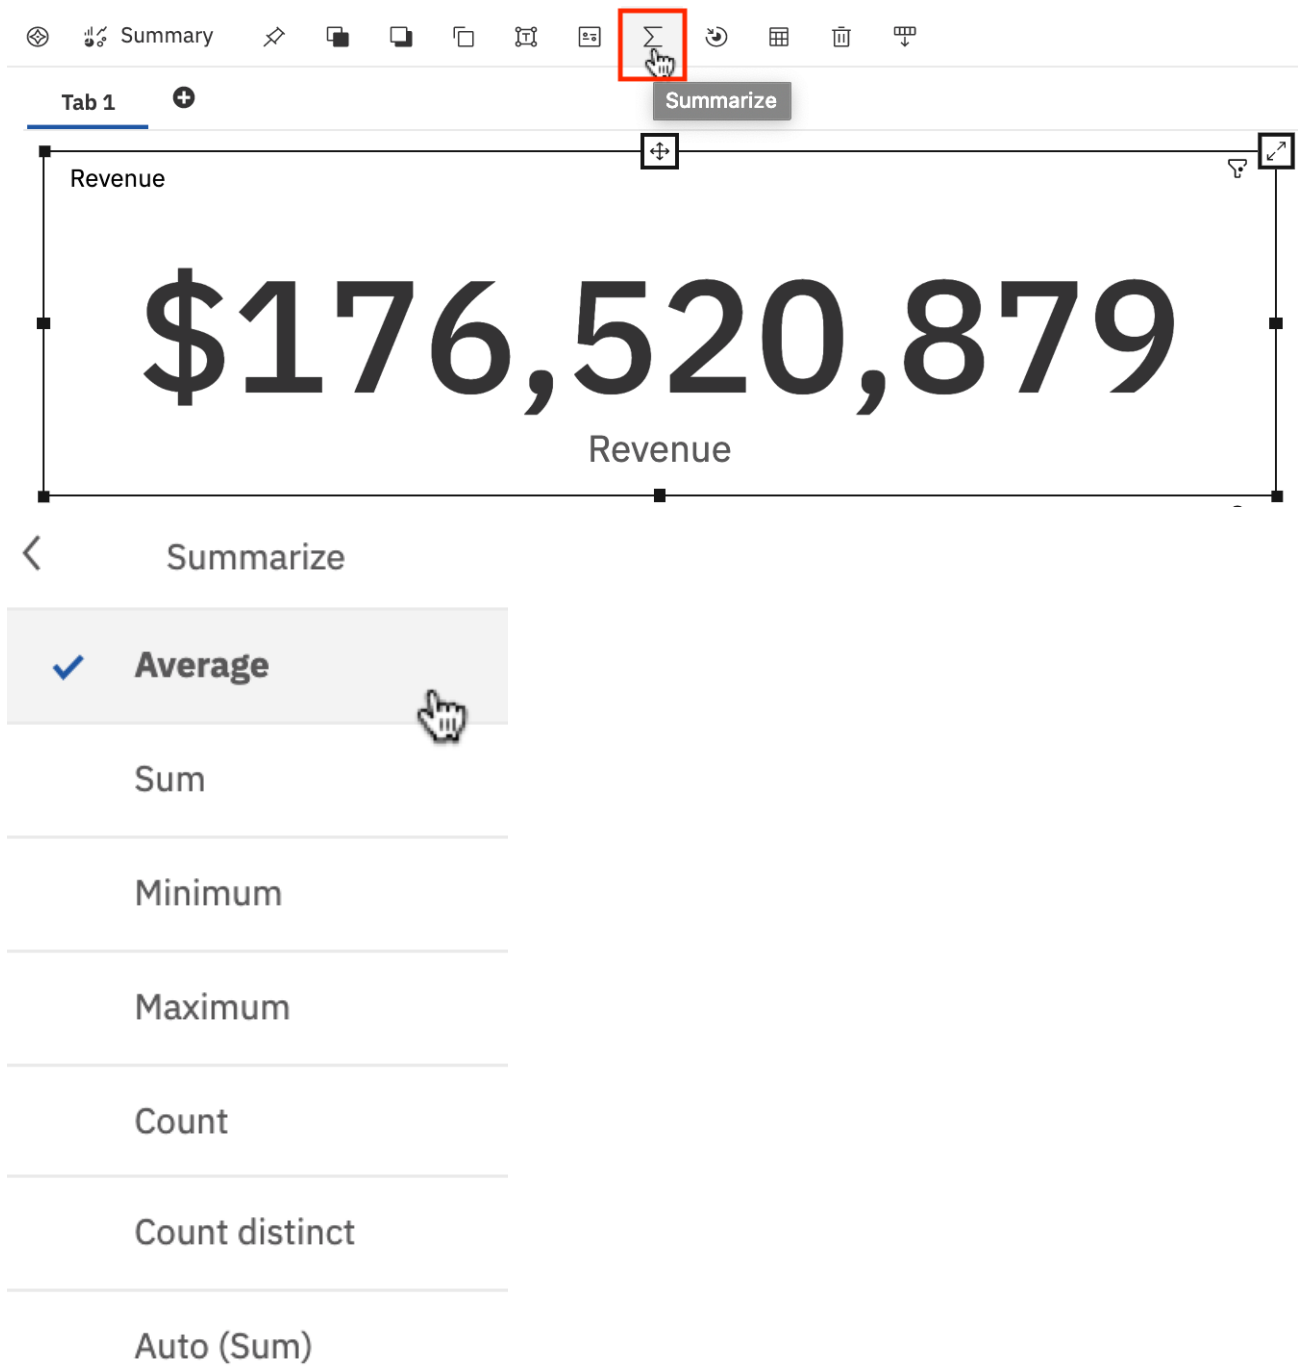 Summary
Tab 1
Summarize
Revenue
$176,520,879
Revenue
Summarize
Average
Sum
Minimum
Maximum
Count
Count distinct
Auto (Sum)